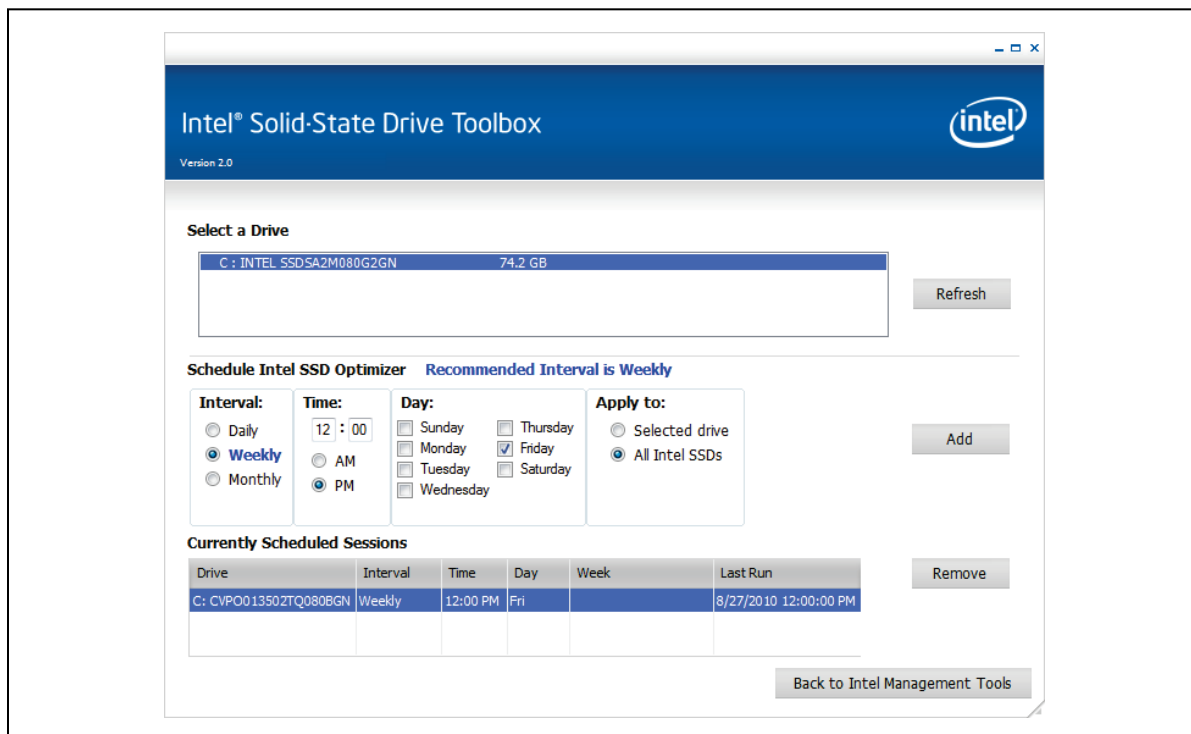 Intel® Solid-State Drive Toolbox
intel
Version 2.0
Select a Drive
C : INTEL SSDSA2M080G2GN 74.2 GB
Refresh
Schedule Intel SSD Optimizer Recommended Interval is Weekly
Interval: Time: Day: Apply to:
Daily 12 : 00 Sunday Thursday Selected drive
Weekly AM Monday Friday All Intel SSDs
Monthly PM Tuesday Saturday
Wednesday
Add
Currently Scheduled Sessions
Drive Interval Time Day Week Last Run
C: CVPO013502TQ080BGN Weekly 12:00 PM Fri 8/27/2010 12:00:00 PM
Remove
Back to Intel Management Tools